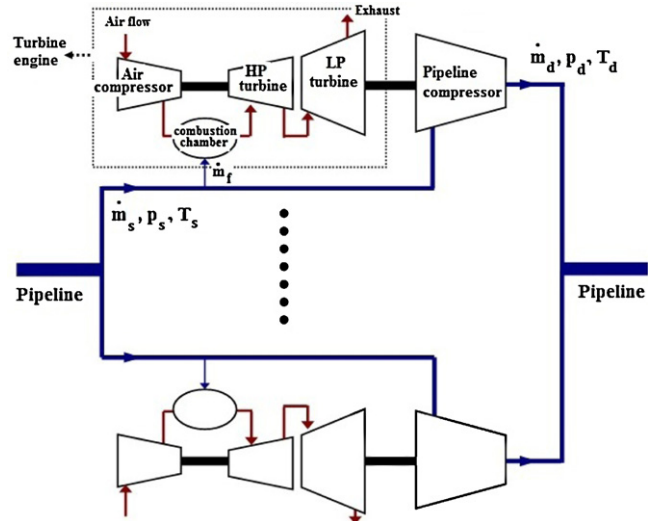 Exhaust
Air flow
Turbine
engine
Air
compressor
HP
turbine
LP
turbine
Pipeline
compressor
ṁd, pd, Td
combustion
chamber
ṁf
ṁs, ps, Ts
Pipeline
Pipeline